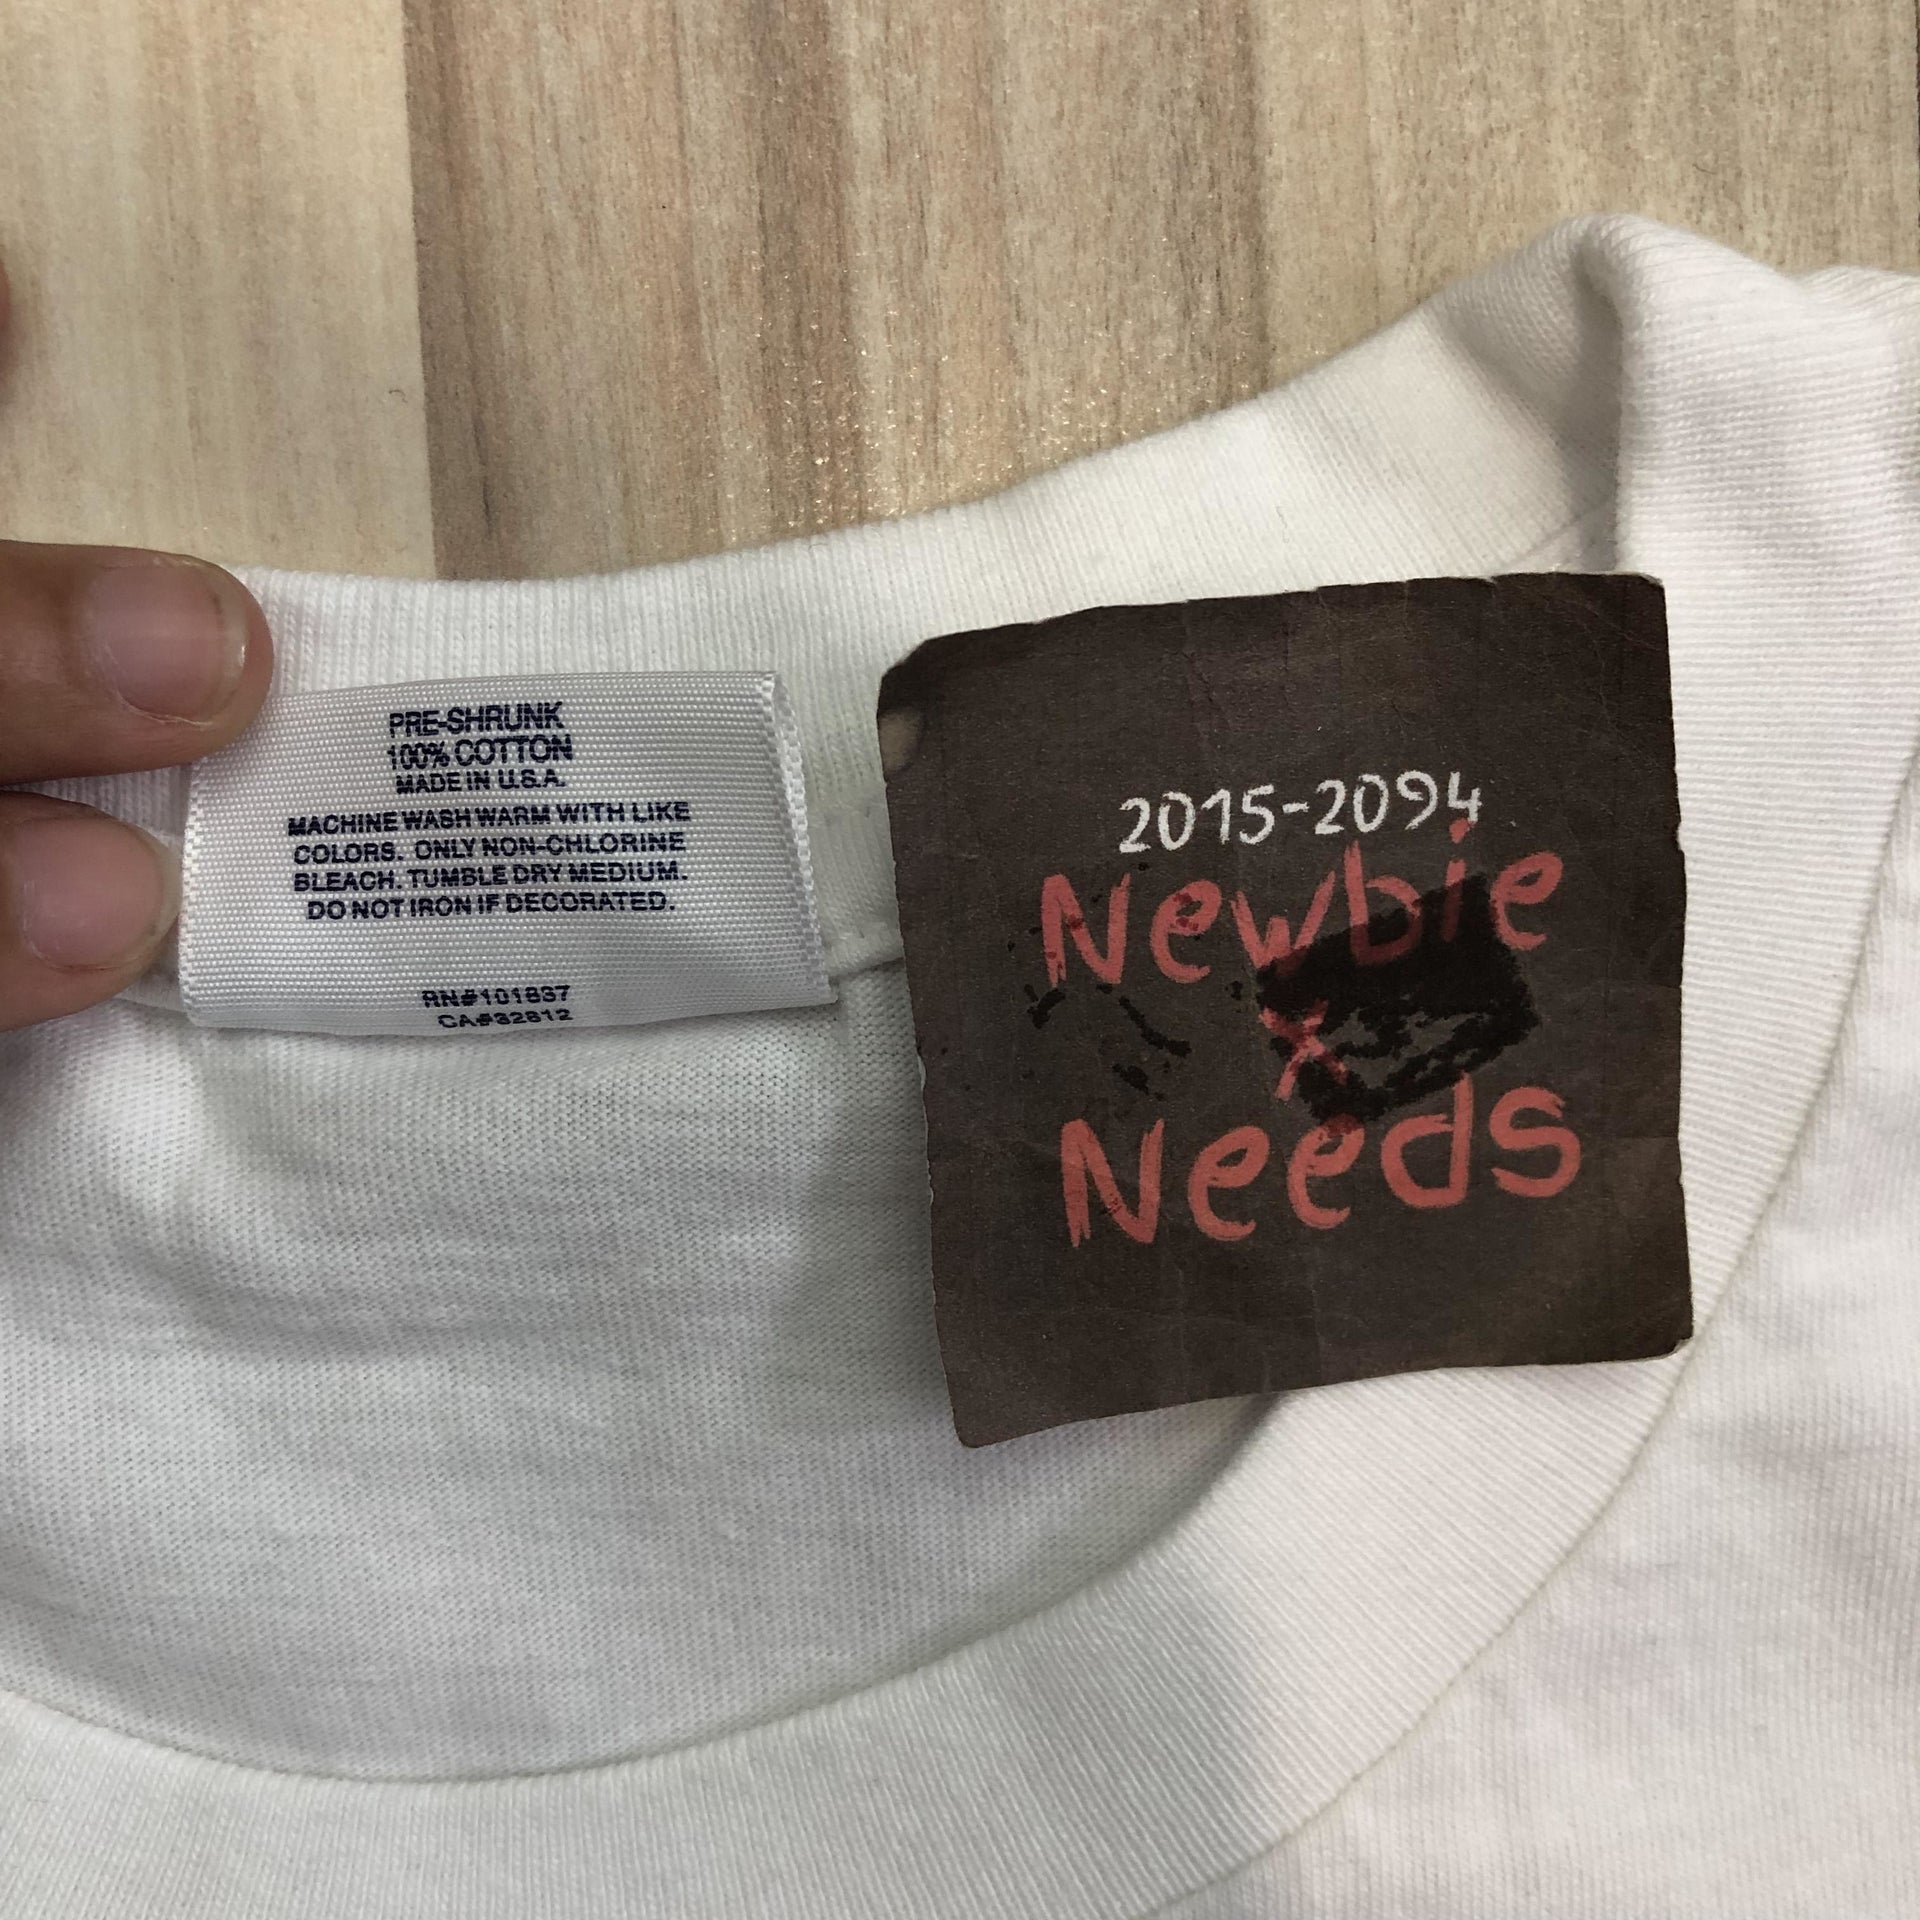 PRE-SHRUNK
100% COTTON
MADE IN U.S.A.
MACHINE WASH WARM WITH LIKE
COLORS. ONLY NON-CHLORINE
BLEACH. TUMBLE DRY MEDIUM.
DO NOT IRON IF DECORATED.
RN#101837
CA#32612
2015-2094
Newbie
x
Needs